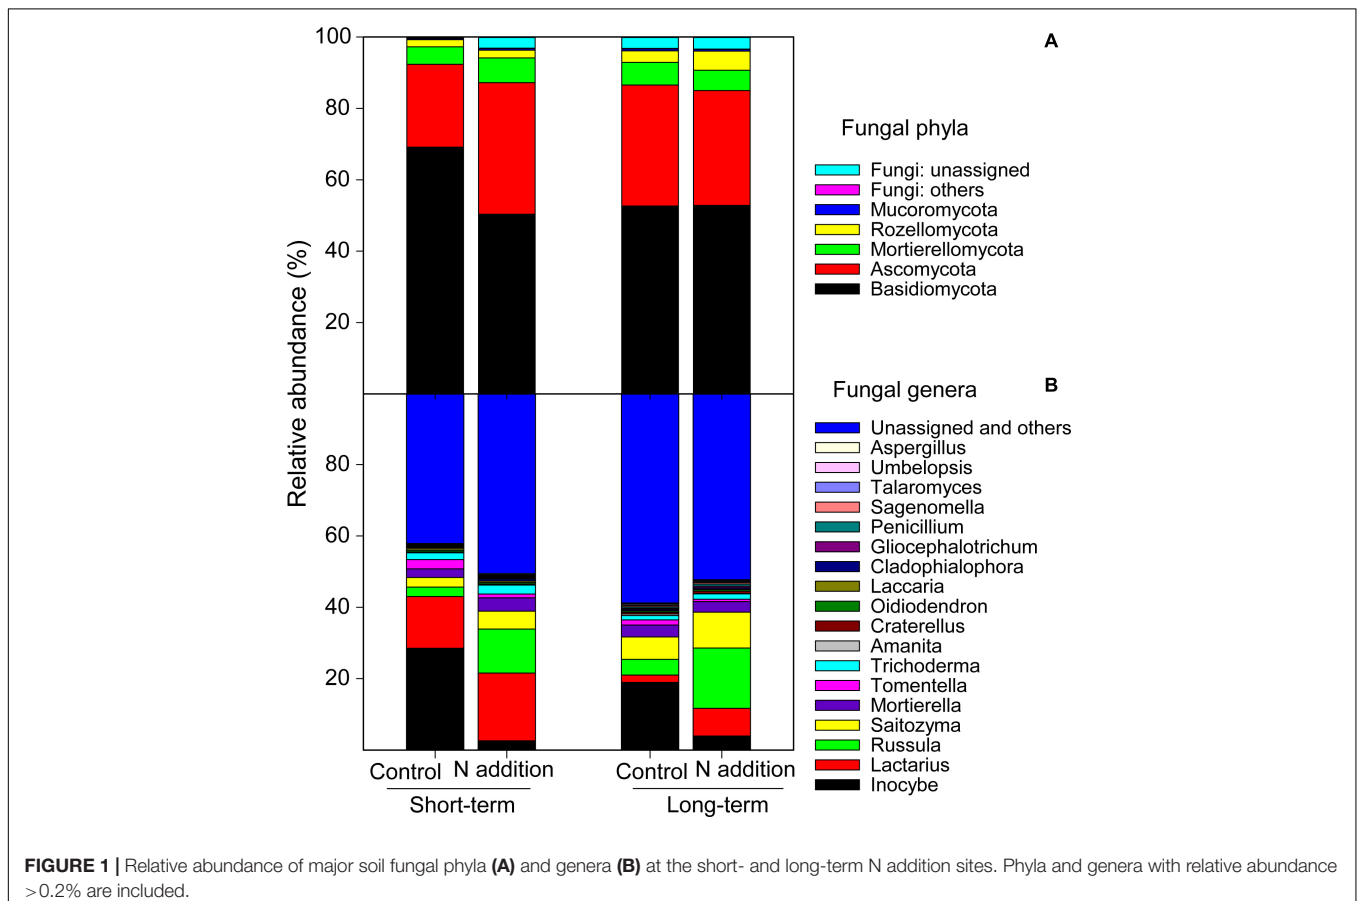 A
100
80
60
40
20
80
60
40
20
Relative abundance (%)
Fungal phyla
Fungi: unassigned
Fungi: others
Mucoromycota
Rozellomycota
Mortierellomycota
Ascomycota
Basidiomycota
Fungal genera
B
Unassigned and others
Aspergillus
Umbelopsis
Talaromyces
Sagenomella
Penicillium
Gliocephalotrichum
Cladophialophora
Laccaria
Oidiodendron
Craterellus
Amanita
Trichoderma
Tomentella
Mortierella
Saitozyma
Russula
Lactarius
Inocybe
Control N addition Control N addition
Short-term Long-term
FIGURE 1 | Relative abundance of major soil fungal phyla (A) and genera (B) at the short- and long-term N addition sites. Phyla and genera with relative abundance
>0.2% are included.